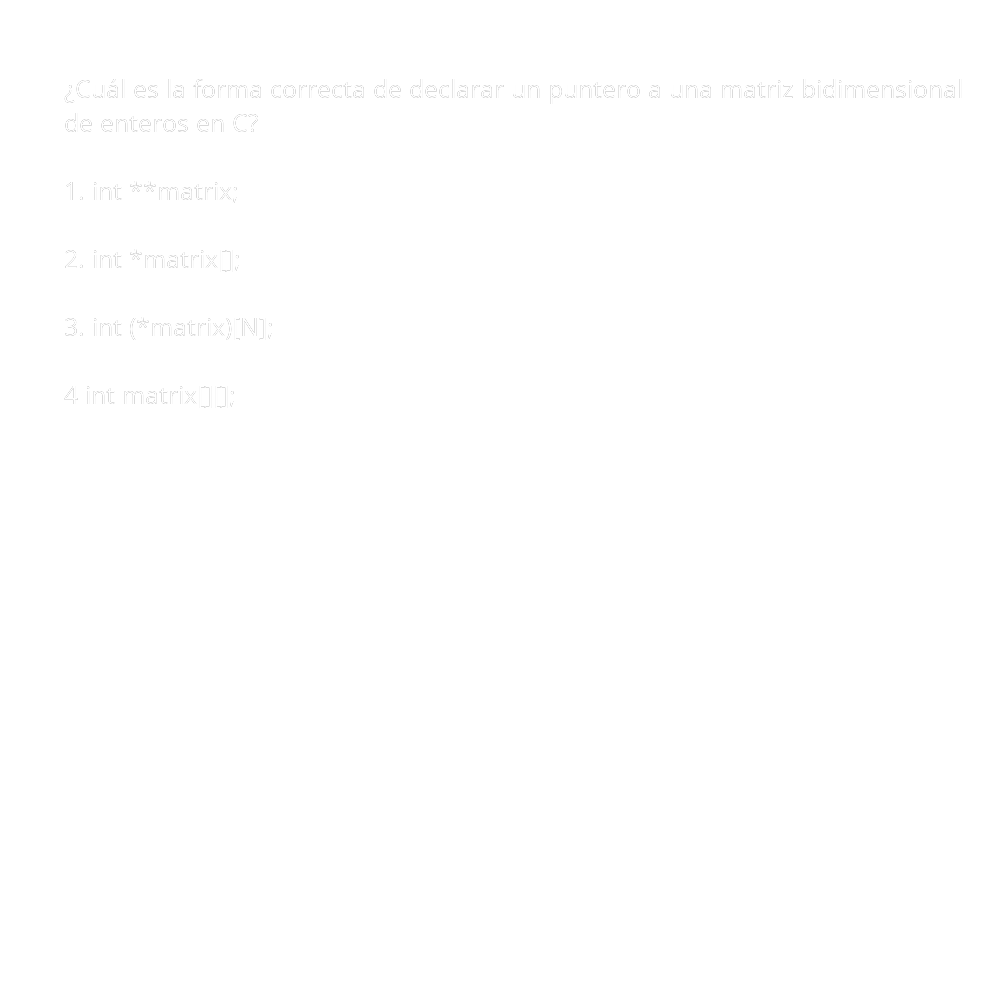 ¿Cuál es la forma correcta de declarar un puntero a una matriz bidimensional
de enteros en C?
1. int **matrix;
2. int *matrix[];
3. int (*matrix)[N];
4 int matrix[][];